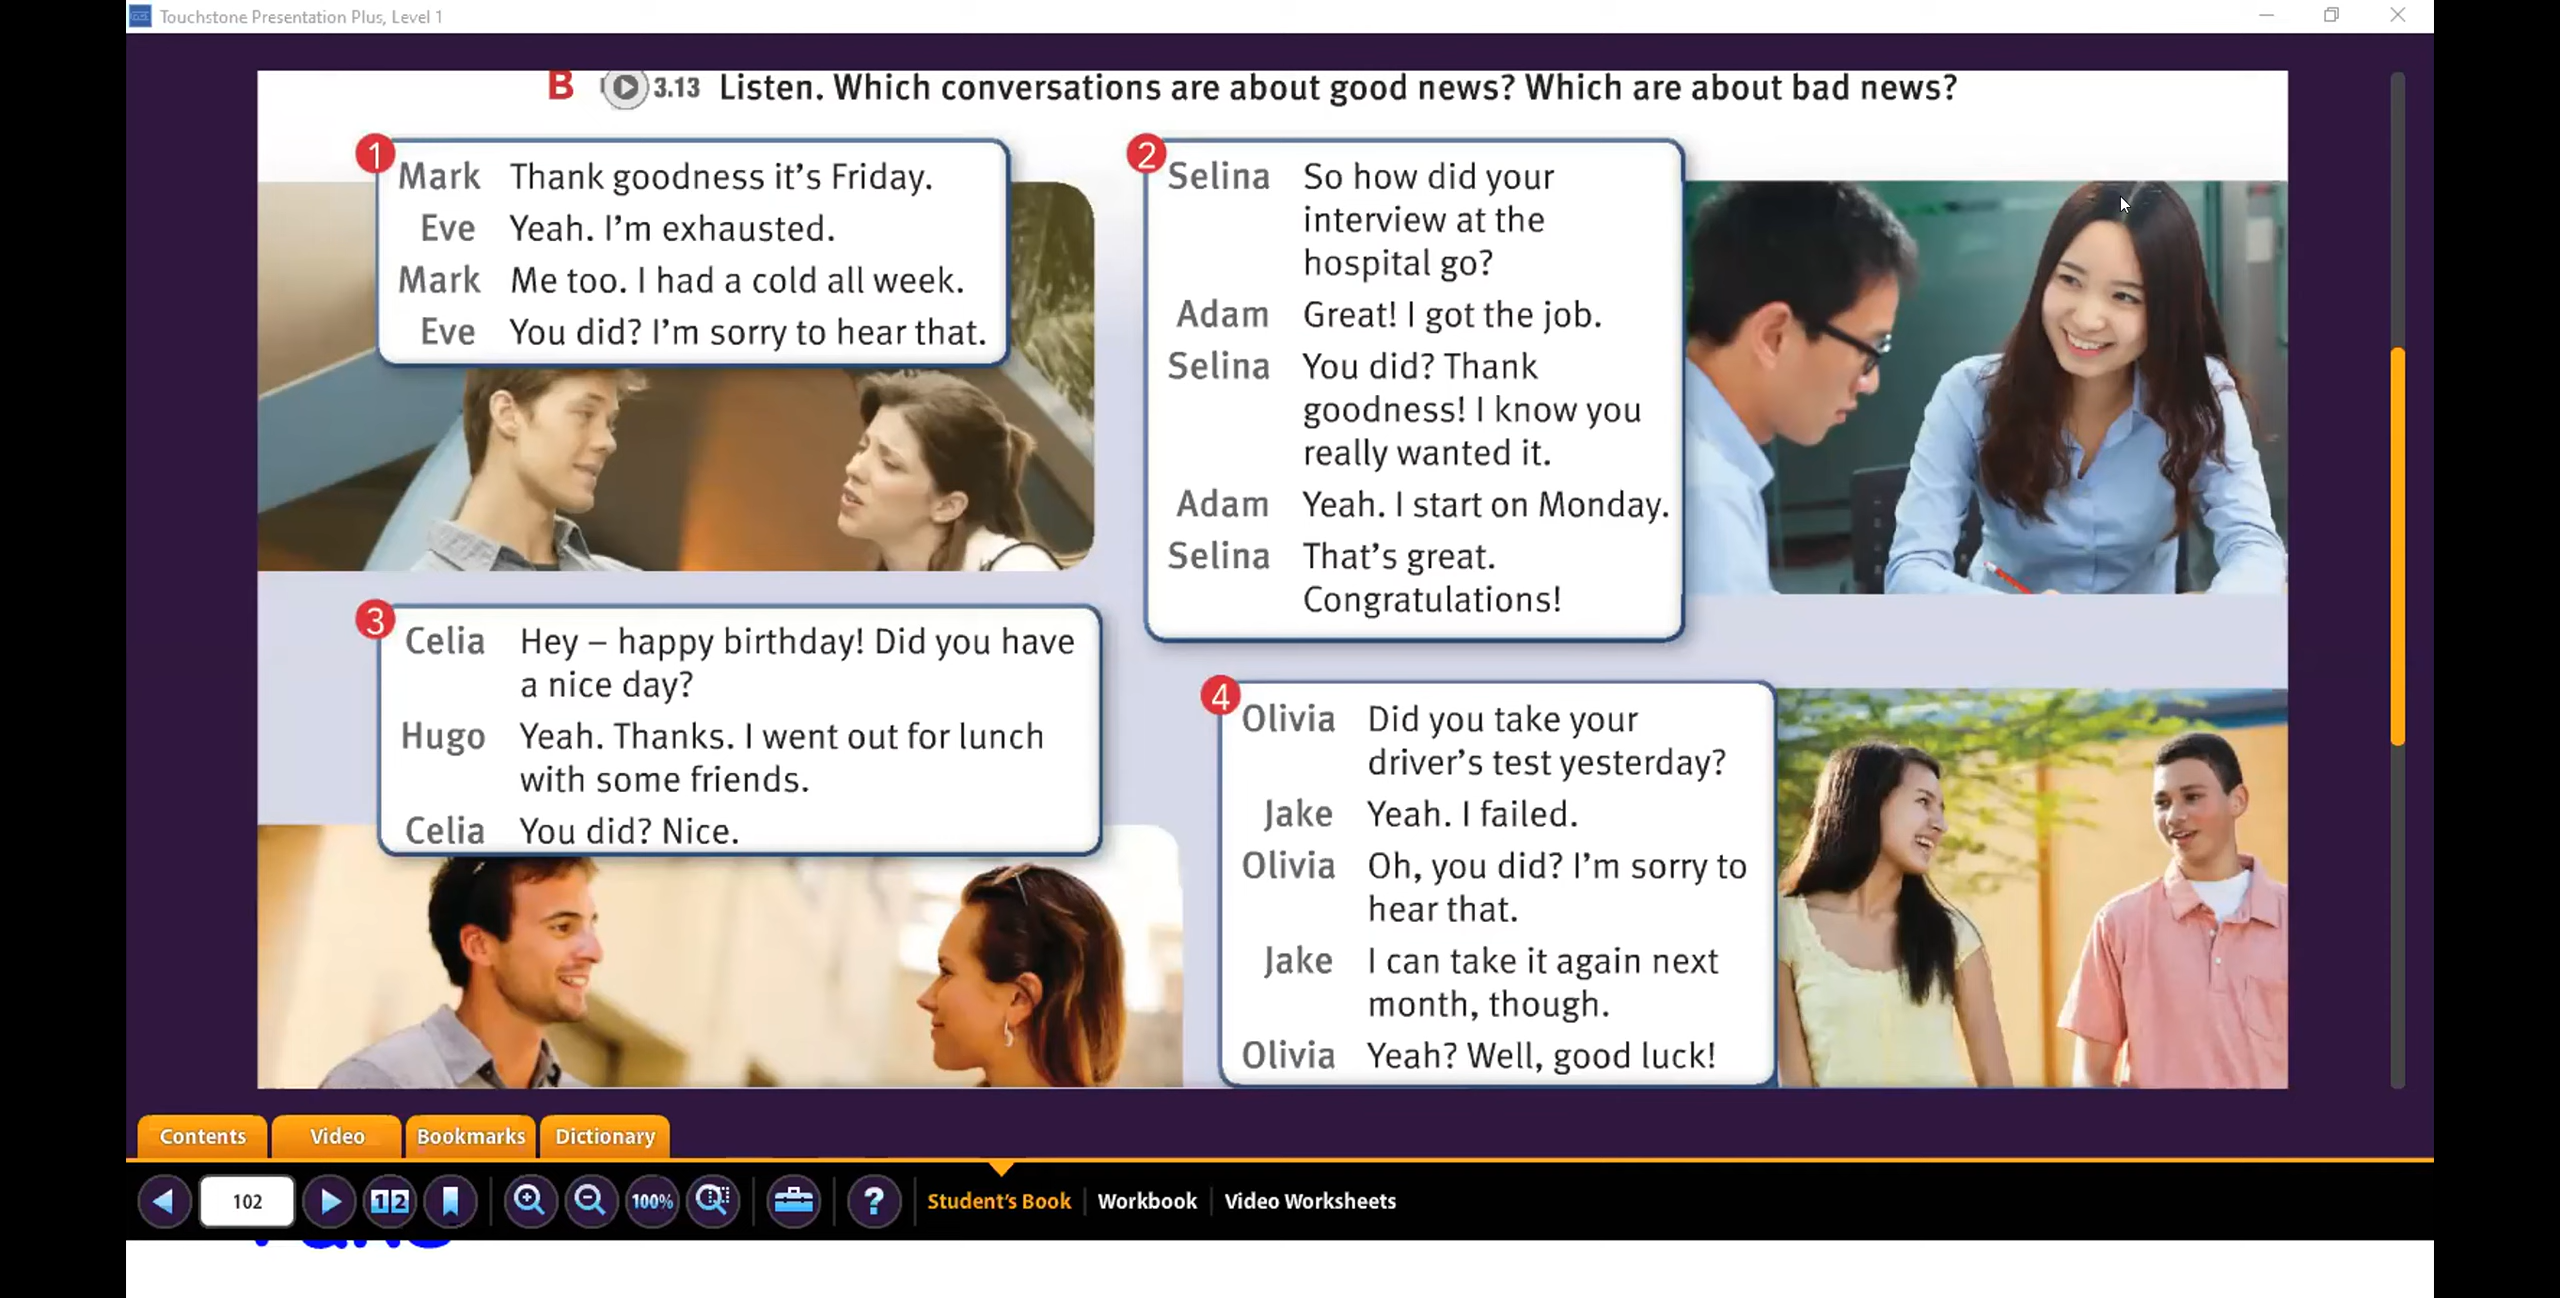 Touchstone Presentation Plus, Level 1
B 3.13 Listen. Which conversations are about good news? Which are about bad news?
1
Mark Thank goodness it's Friday.
Eve Yeah. I'm exhausted.
Mark Me too. I had a cold all week.
Eve You did? I'm sorry to hear that.
2
Selina So how did your
interview at the
hospital go?
Adam Great! I got the job.
Selina You did? Thank
goodness! I know you
really wanted it.
Adam Yeah. I start on Monday.
Selina That's great.
Congratulations!
3
Celia Hey – happy birthday! Did you have
a nice day?
Hugo Yeah. Thanks. I went out for lunch
with some friends.
Celia You did? Nice.
4
Olivia Did you take your
driver's test yesterday?
Jake Yeah. I failed.
Olivia Oh, you did? I'm sorry to
hear that.
Jake I can take it again next
month, though.
Olivia Yeah? Well, good luck!
Contents Video Bookmarks Dictionary
102 12 100% ? Student's Book Workbook Video Worksheets